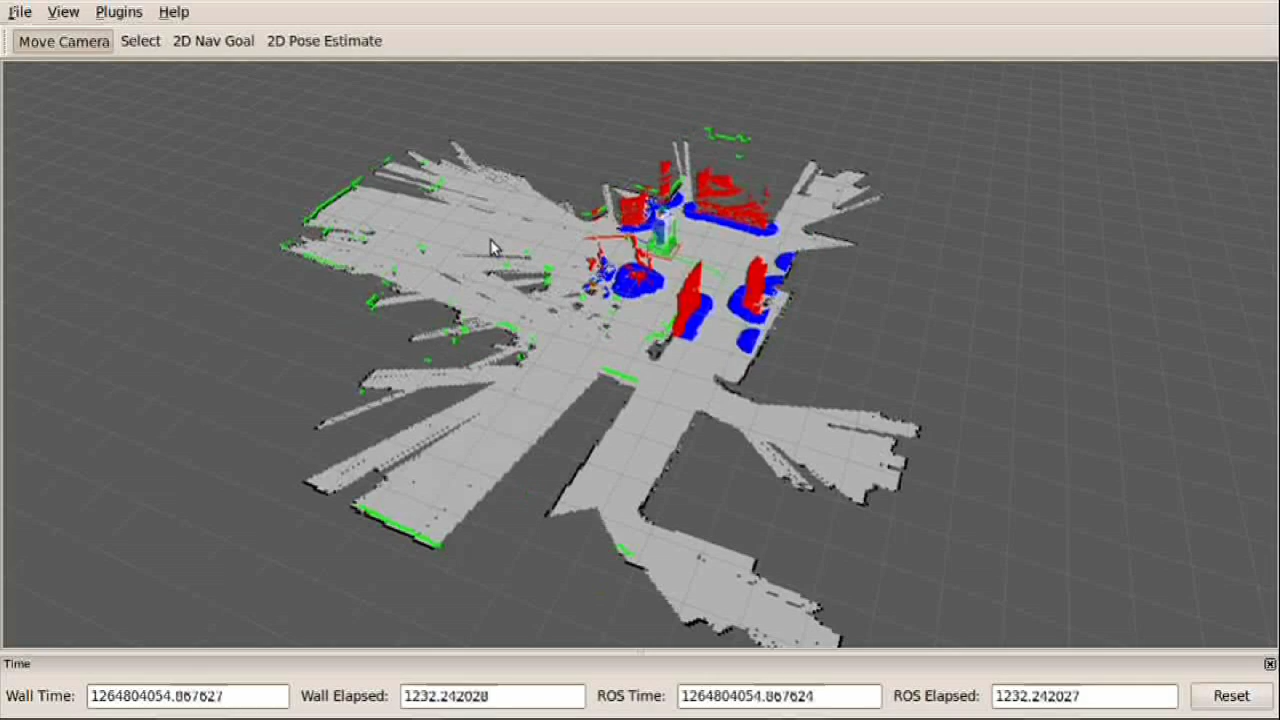 File View Plugins Help
Move Camera Select 2D Nav Goal 2D Pose Estimate
Time
Wall Time: 1264804054.867627 Wall Elapsed: 1232.242028 ROS Time: 1264804054.867624 ROS Elapsed: 1232.242027 Reset